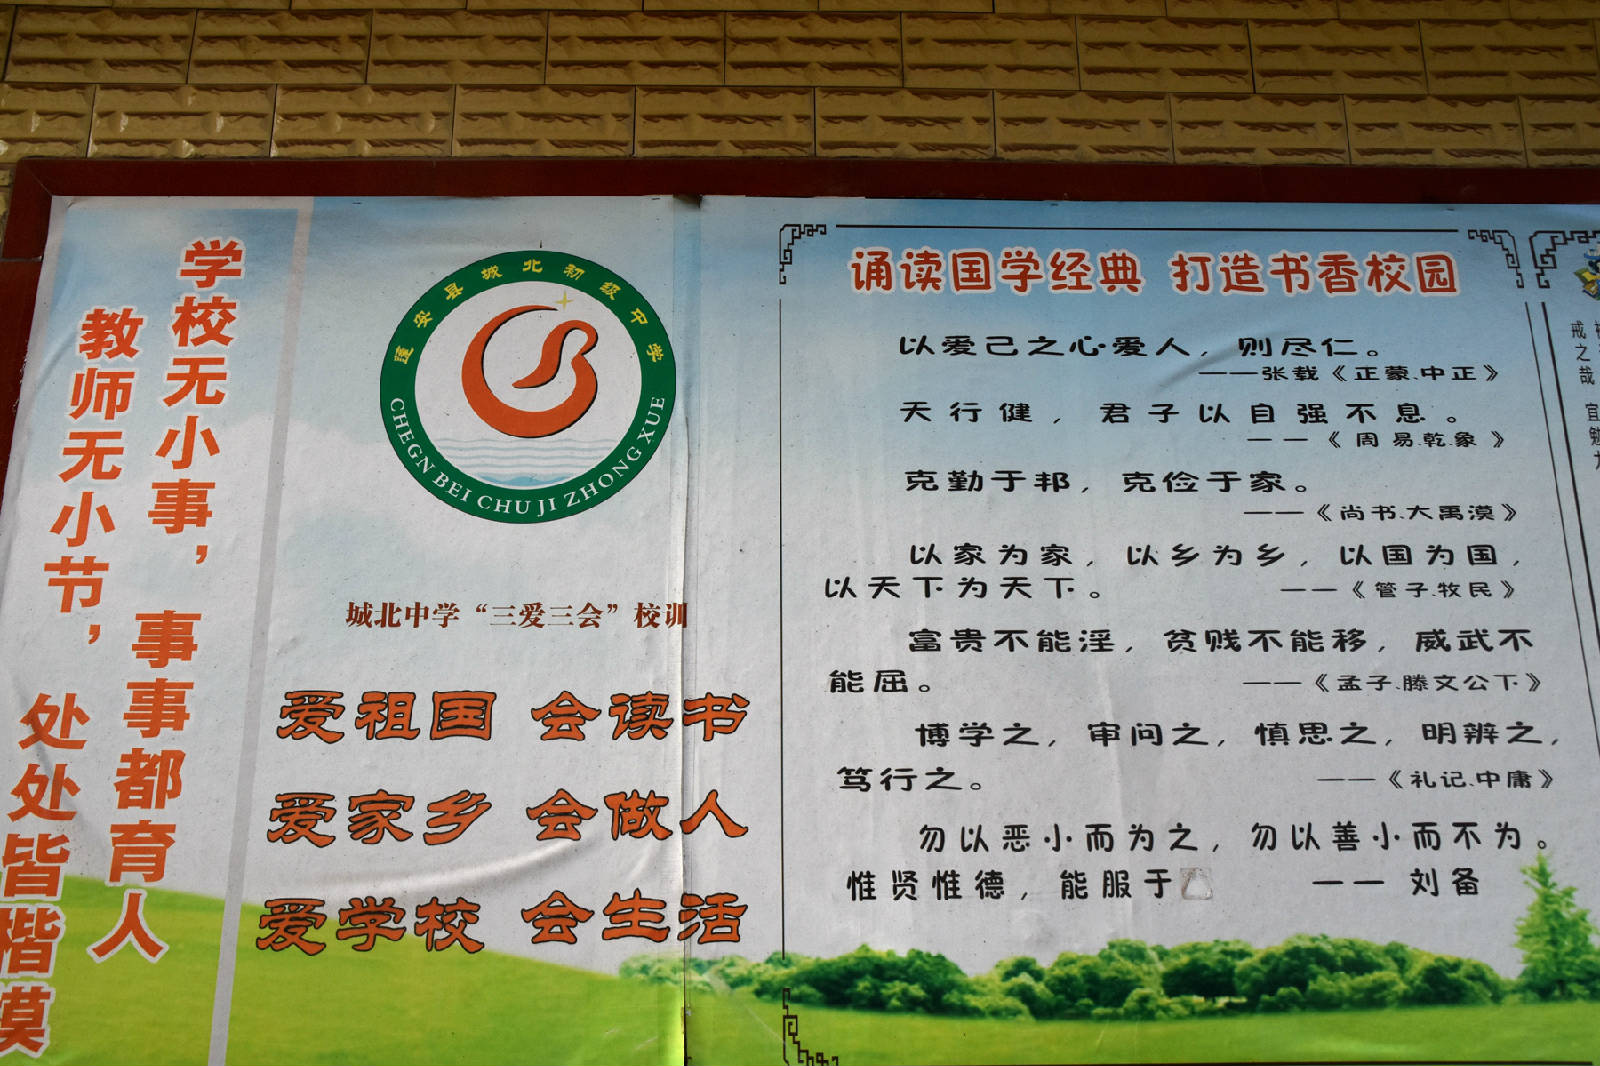 学校无小事，事事都育人
教师无小节，处处皆楷模
建安县城北初级中学
CHEGN BEI CHU JI ZHONG XUE
城北中学“三爱三会”校训
爱祖国 会读书
爱家乡 会做人
爱学校 会生活
诵读国学经典 打造书香校园
以爱己之心爱人，则尽仁。
——张载《正蒙.中正》
天行健，君子以自强不息。
——《周易.乾.象》
克勤于邦，克俭于家。
——《尚书.大禹漠》
以家为家，以乡为乡，以国为国，
以天下为天下。 ——《管子.牧民》
富贵不能淫，贫贱不能移，威武不
能屈。 ——《孟子.滕文公下》
博学之，审问之，慎思之，明辨之，
笃行之。 ——《礼记.中庸》
勿以恶小而为之，勿以善小而不为。
惟贤惟德，能服于 —— 刘备
戒之哉
宜勉